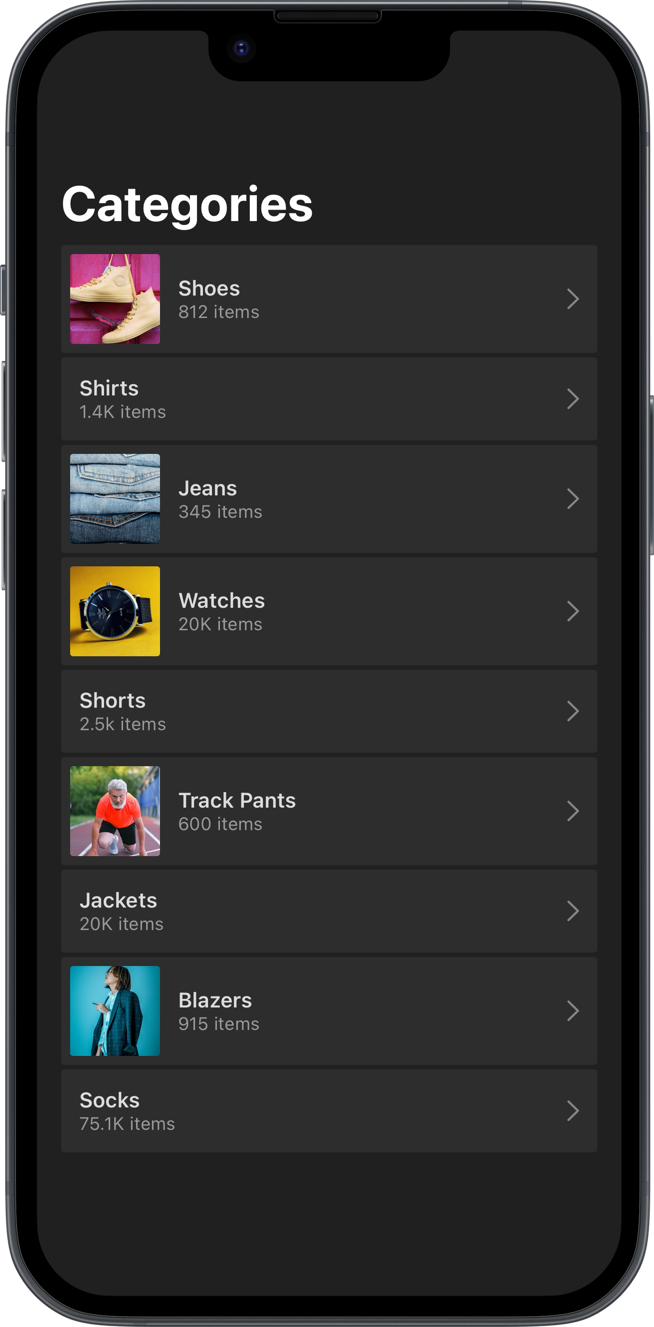 Categories
Shoes
812 items
Shirts
1.4K items
Jeans
345 items
Watches
20K items
Shorts
2.5k items
Track Pants
600 items
Jackets
20K items
Blazers
915 items
Socks
75.1K items